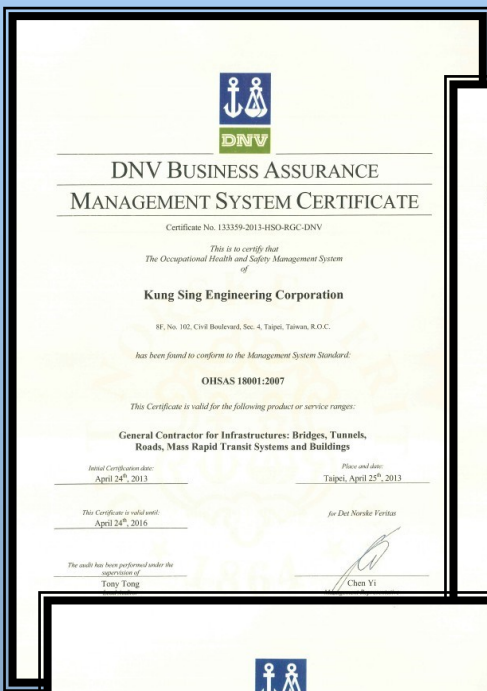 DNV
DNV BUSINESS ASSURANCE
MANAGEMENT SYSTEM CERTIFICATE
Certificate No. 133359-2013-HSO-RGC-DNV
This is to certify that
The Occupational Health and Safety Management System
of
Kung Sing Engineering Corporation
8F, No. 102, Civil Boulevard, Sec. 4, Taipei, Taiwan, R.O.C.
has been found to conform to the Management System Standard:
OHSAS 18001:2007
This Certificate is valid for the following product or service ranges:
General Contractor for Infrastructures: Bridges, Tunnels,
Roads, Mass Rapid Transit Systems and Buildings
Initial Certification date:
April 24th, 2013
Place and date:
Taipei, April 25th, 2013
This Certificate is valid until:
April 24th, 2016
for Det Norske Veritas
The audit has been performed under the
supervision of
Tony Tong
Chen Yi